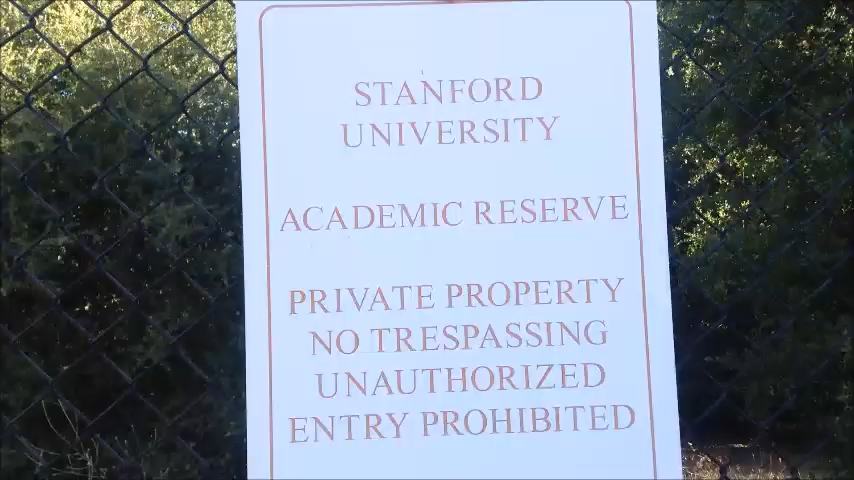 STANFORD
UNIVERSITY
ACADEMIC RESERVE
PRIVATE PROPERTY
NO TRESPASSING
UNAUTHORIZED
ENTRY PROHIBITED